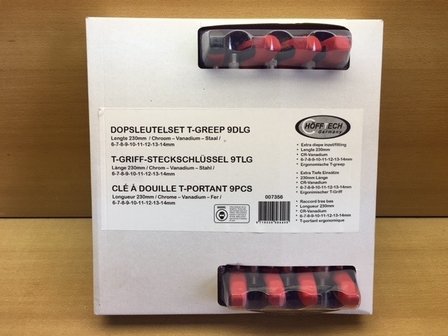 HOFFTECH
Germany
DOPSLEUTELSET T-GREEP 9DLG
Lengte 230mm / Chroom – Vanadium – Staal /
6-7-8-9-10-11-12-13-14mm
T-GRIFF-STECKSCHLÜSSEL 9TLG
Länge 230mm / Chrom – Vanadium – Stahl /
6-7-8-9-10-11-12-13-14mm
CLÉ À DOUILLE T-PORTANT 9PCS
Longueur 230mm / Chrome – Vanadium – Fer /
6-7-8-9-10-11-12-13-14mm
007356
• Extra diepe inzet/fitting
• Lengte 230mm
• CR-Vanadium
• 6-7-8-9-10-11-12-13-14mm
• Ergonomische T-greep
• Extra Tiefe Einsätze
• 230mm Länge
• CR-Vanadium
• 6-7-8-9-10-11-12-13-14mm
• Ergonomischer T-Griff
• Raccord tres bas
• Longueur 230mm
• CR-Vanadium
• 6-7-8-9-10-11-12-13-14mm
• T-portant ergonomique